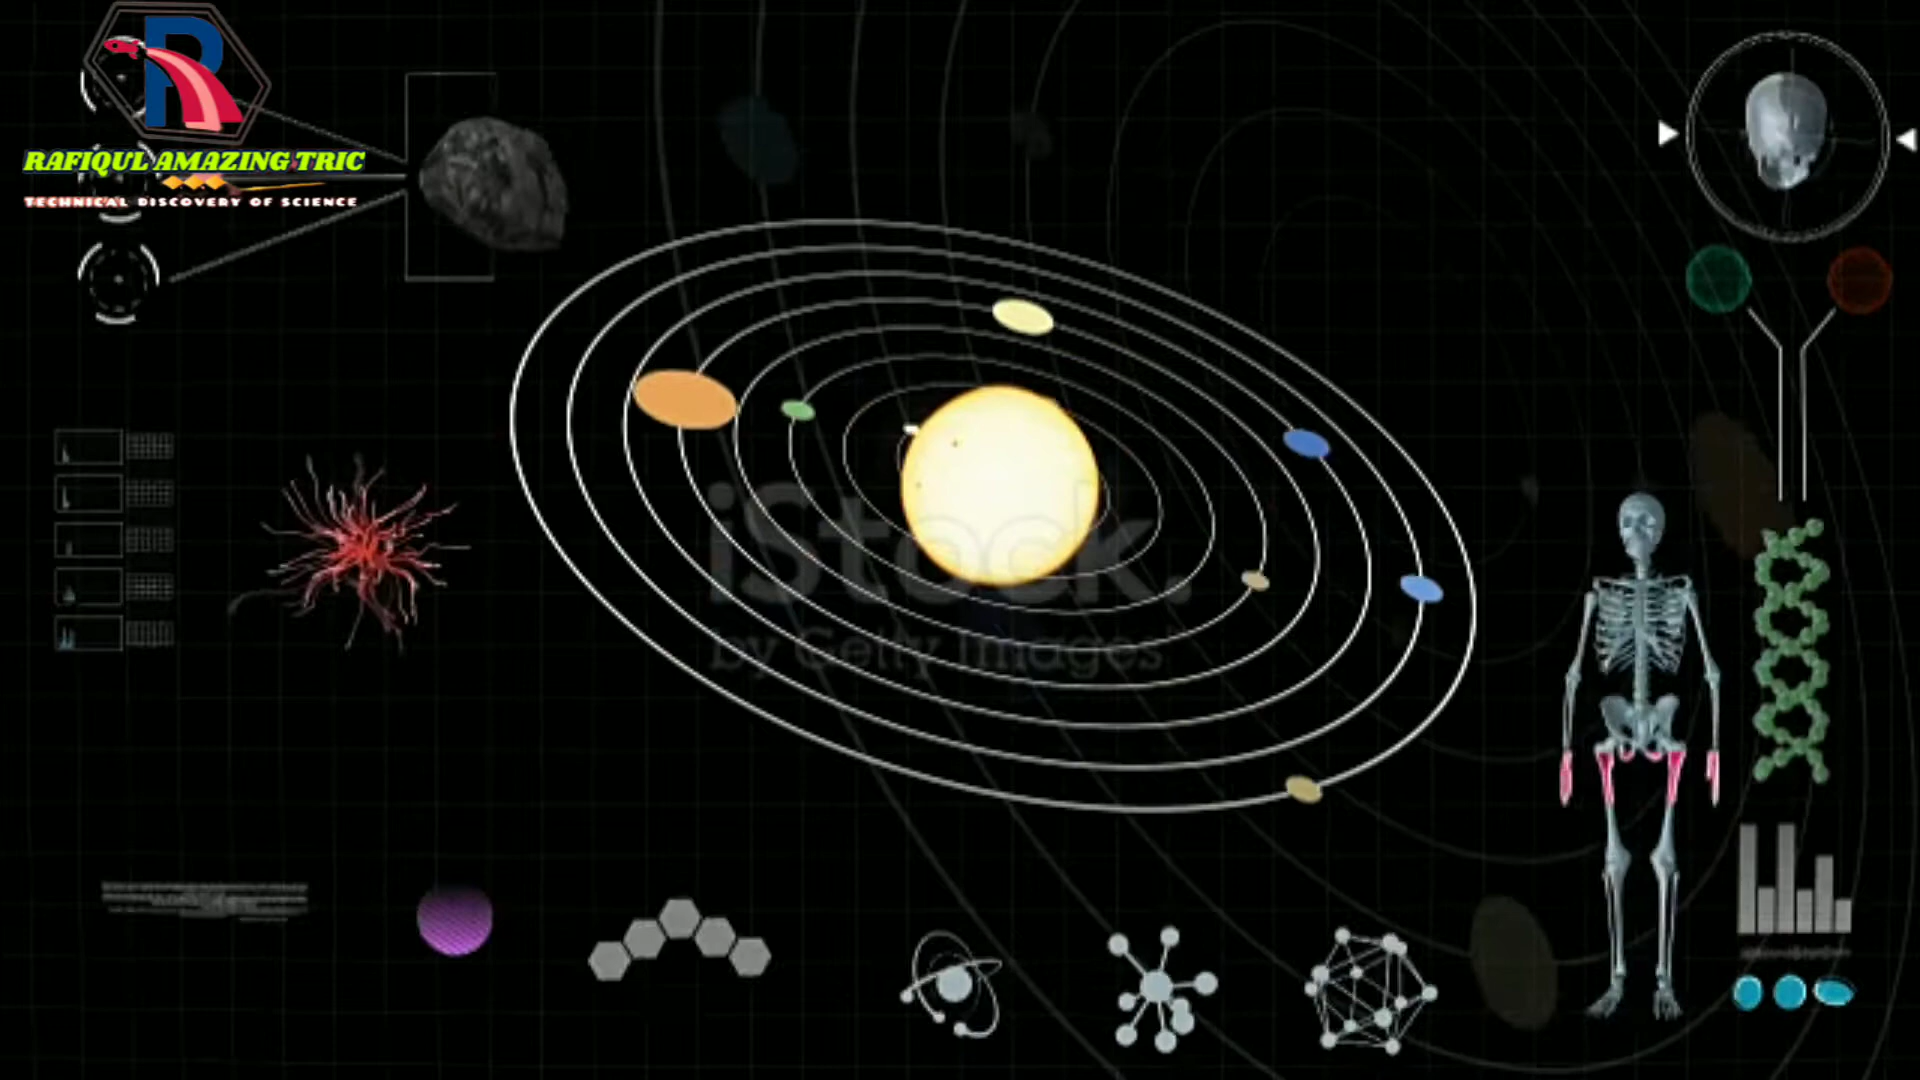 RAFIQUL AMAZING TRIC
TECHNICAL DISCOVERY OF SCIENCE
iStock.
by Getty Images